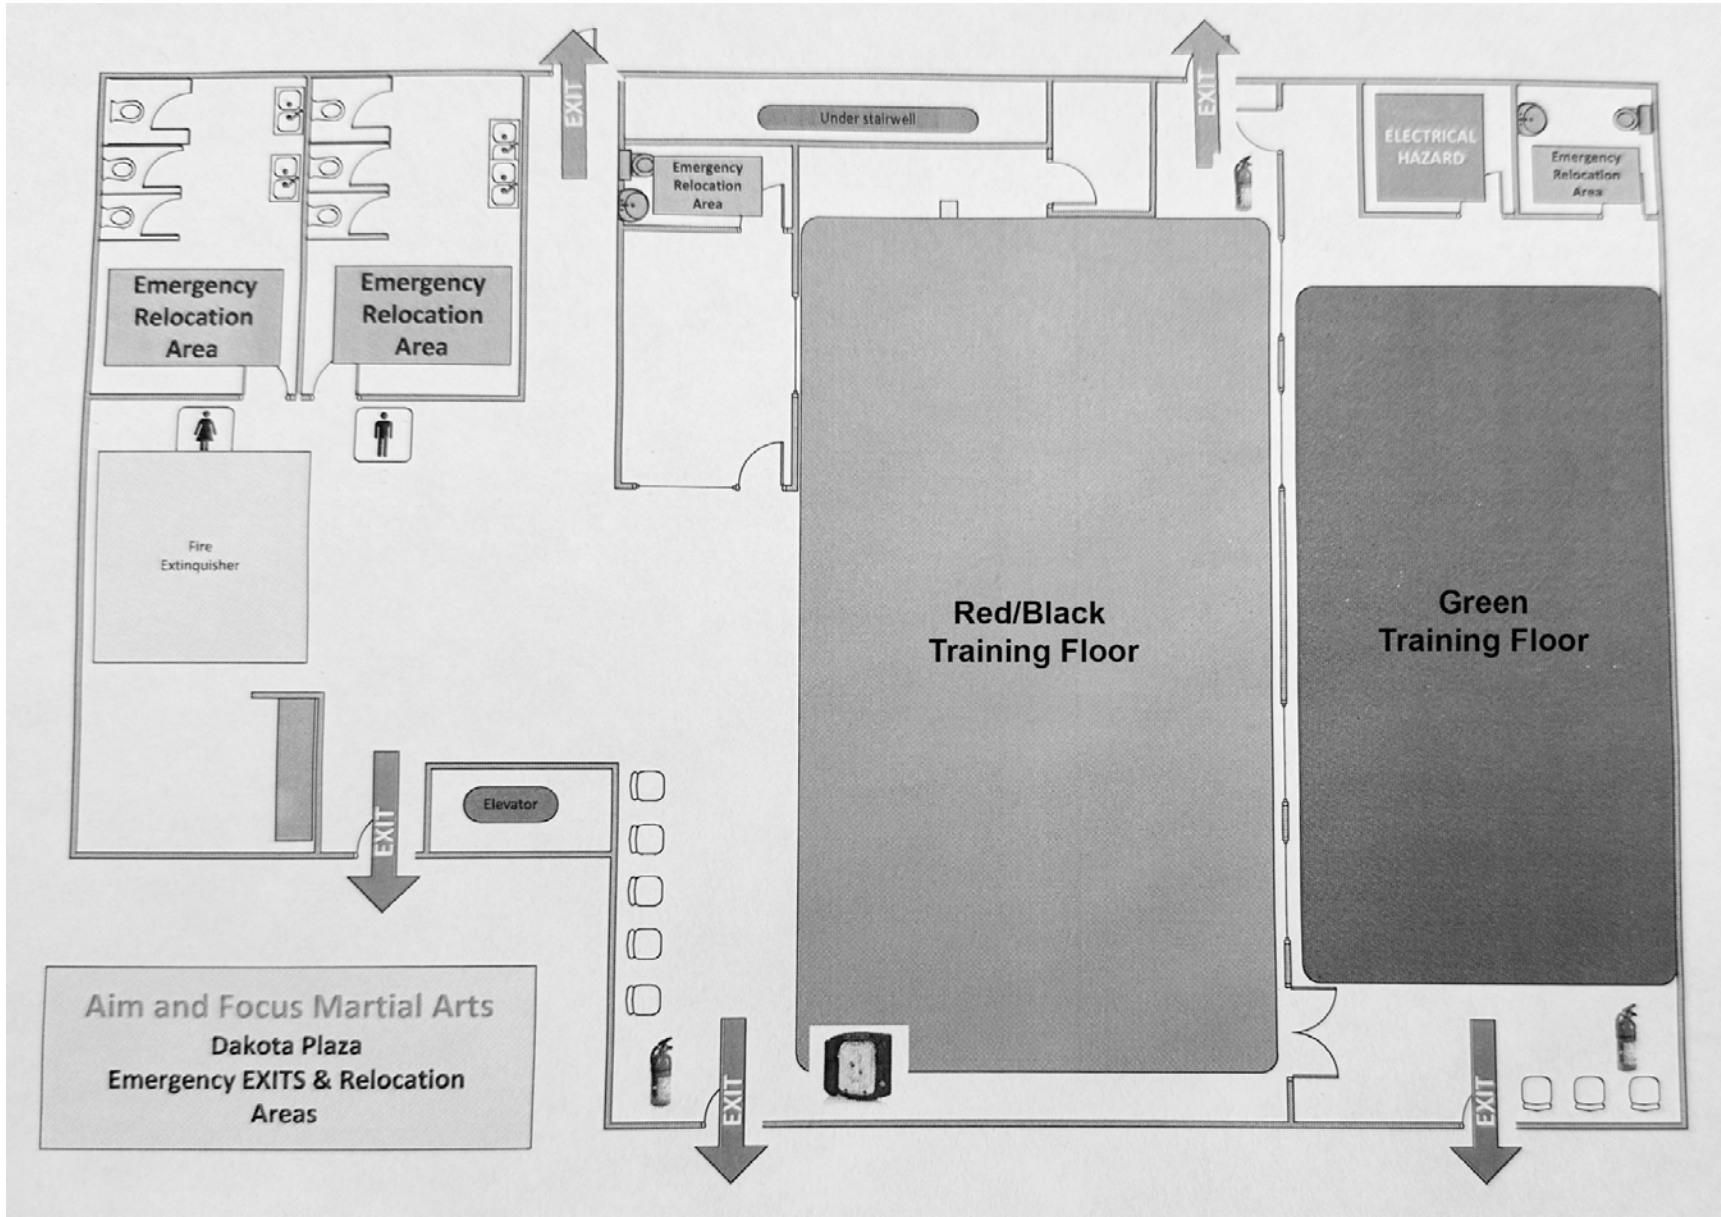 EXIT
EXIT
Under stairwell
ELECTRICAL
HAZARD
Emergency
Relocation
Area
Emergency
Relocation
Area
Emergency
Relocation
Area
Emergency
Relocation
Area
Fire
Extinquisher
Red/Black
Training Floor
Green
Training Floor
Elevator
EXIT
Aim and Focus Martial Arts
Dakota Plaza
Emergency EXITS & Relocation
Areas
EXIT
EXIT